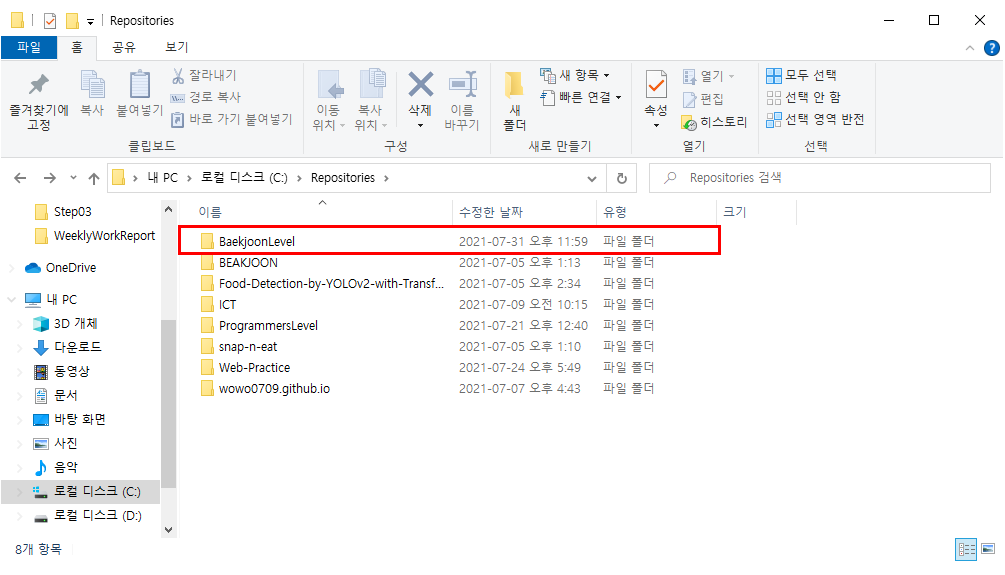 Repositories
파일 홈 공유 보기
즐겨찾기에 고정
복사
붙여넣기
잘라내기
경로 복사
바로 가기 붙여넣기
클립보드
이동 위치
복사 위치
삭제
이름 바꾸기
구성
새 폴더
새 항목
빠른 연결
새로 만들기
속성
열기
편집
히스토리
열기
모두 선택
선택 안 함
선택 영역 반전
선택
내 PC > 로컬 디스크 (C:) > Repositories >
Repositories 검색
Step03
WeeklyWorkReport
OneDrive
내 PC
3D 개체
다운로드
동영상
문서
바탕 화면
사진
음악
로컬 디스크 (C:)
로컬 디스크 (D:)
이름 수정한 날짜 유형 크기
BaekjoonLevel 2021-07-31 오후 11:59 파일 폴더
BEAKJOON 2021-07-05 오후 1:13 파일 폴더
Food-Detection-by-YOLOv2-with-Transf... 2021-07-05 오후 2:34 파일 폴더
ICT 2021-07-09 오전 10:15 파일 폴더
ProgrammersLevel 2021-07-21 오후 12:40 파일 폴더
snap-n-eat 2021-07-05 오후 1:10 파일 폴더
Web-Practice 2021-07-24 오후 5:49 파일 폴더
wowo0709.github.io 2021-07-07 오후 4:43 파일 폴더
8개 항목